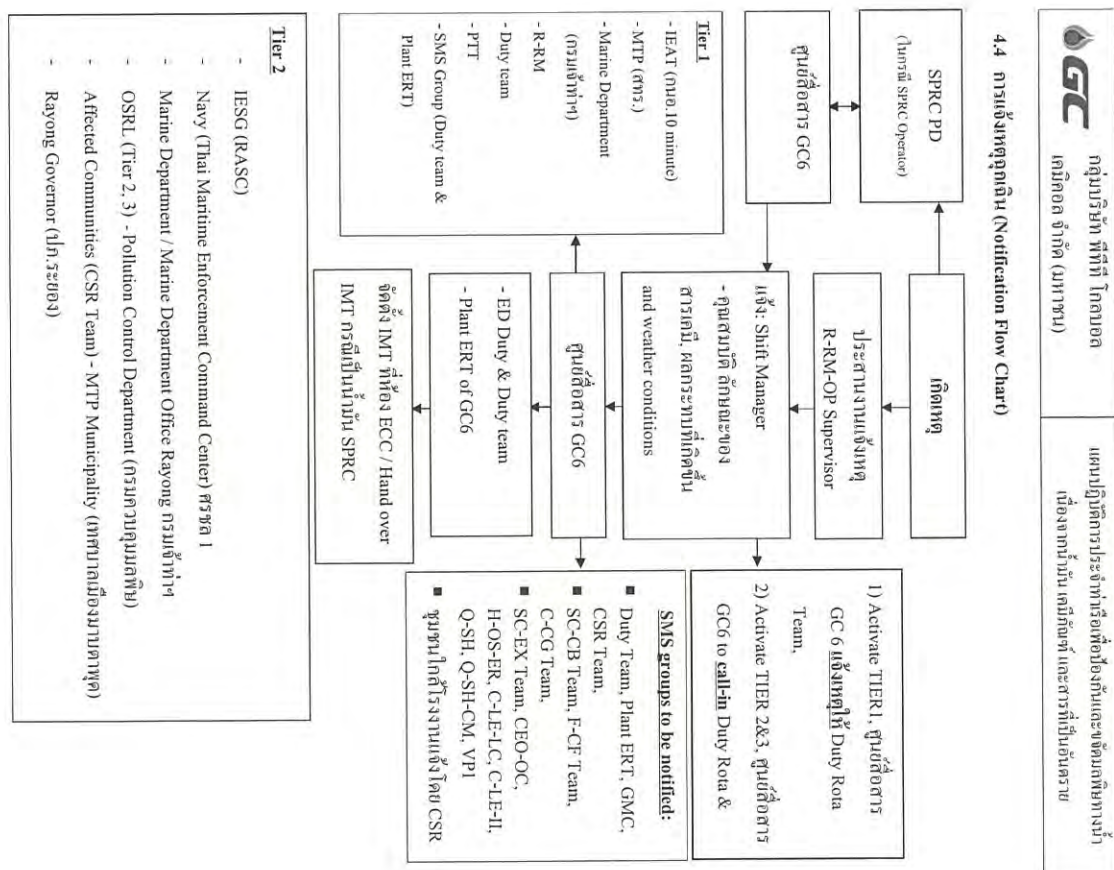 GC
กลุ่มบริษัท พีทีที โกลบอล
เคมิคอล จำกัด (มหาชน)
แผนปฏิบัติการประจำท่าเรือเพื่อป้องกันและขจัดมลพิษทางน้ำ
เนื่องจากน้ำมัน เคมีภัณฑ์ และสารที่เป็นอันตราย
4.4 การแจ้งเหตุฉุกเฉิน (Notification Flow Chart)
SPRC PD
(ในกรณี SPRC Operator)
เกิดเหตุ
ศูนย์สื่อสาร GC6
ประสานงานแจ้งเหตุ
R-RM-OP Supervisor
แจ้ง: Shift Manager
- คุณสมบัติ ลักษณะของ
สารเคมี, ผลกระทบที่เกิดขึ้น
and weather conditions
1) Activate TIER1, ศูนย์สื่อสาร
GC 6 แจ้งเหตุให้ Duty Rota
Team,
2) Activate TIER 2&3, ศูนย์สื่อสาร
GC6 to call-in Duty Rota &
Tier 1
- IEAT (กนอ.10 minute)
- MTP (สทร.)
- Marine Department
(กรมเจ้าท่าฯ)
- R-RM
- Duty team
- PTT
- SMS Group (Duty team &
Plant ERT)
ศูนย์สื่อสาร GC6
- ED Duty & Duty team
- Plant ERT of GC6
จัดตั้ง IMT ที่ห้อง ECC / Hand over
IMT กรณีเป็นน้ำมัน SPRC
SMS groups to be notified:
■ Duty Team, Plant ERT, GMC,
CSR Team,
■ SC-CB Team, F-CF Team,
C-CG Team,
■ SC-EX Team, CEO-OC,
H-OS-ER, C-LE-LC, C-LE-II,
Q-SH, Q-SH-CM, VP1
■ ชุมชนใกล้โรงงานแจ้งโดย CSR
Tier 2
- IESG (RASC)
- Navy (Thai Maritime Enforcement Command Center) ศรชล 1
- Marine Department / Marine Department Office Rayong กรมเจ้าท่าฯ
- OSRL (Tier 2, 3) - Pollution Control Department (กรมควบคุมมลพิษ)
- Affected Communities (CSR Team) - MTP Municipality (เทศบาลเมืองมาบตาพุด)
- Rayong Governor (ปภ.ระยอง)